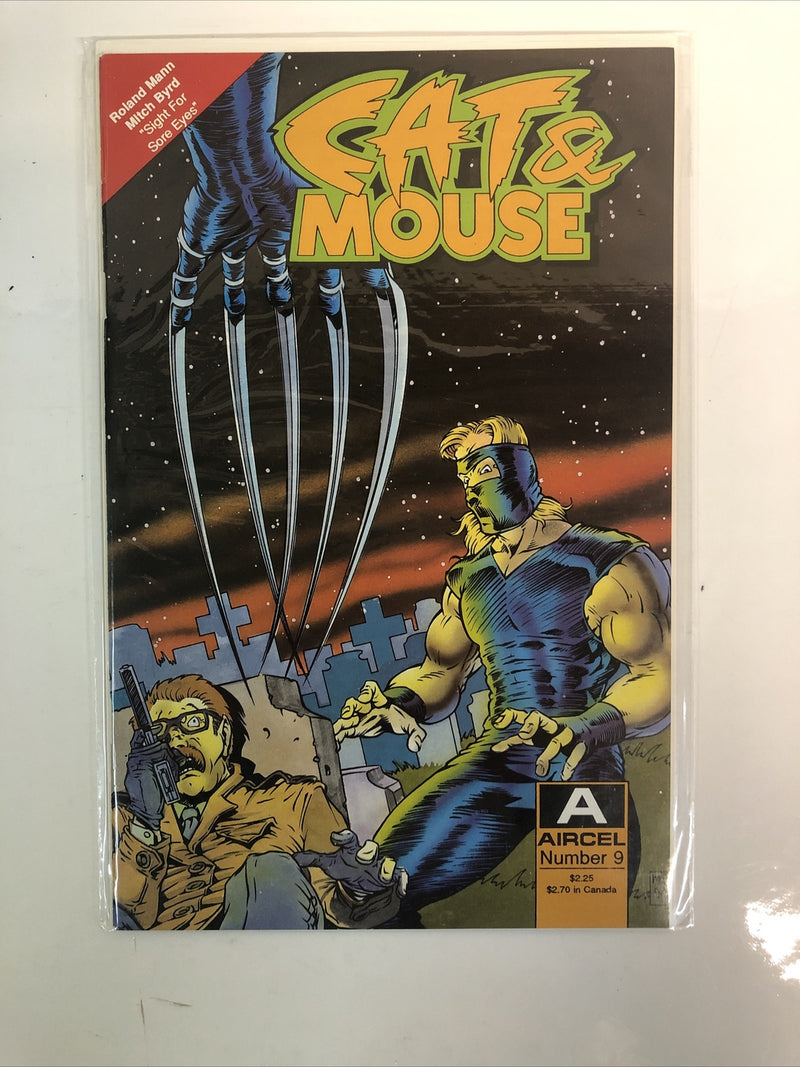 Roland Mann
Mitch Byrd
"Sight For
Sore Eyes"
CAT &
MOUSE
A
AIRCEL
Number 9
$2.25
$2.70 in Canada